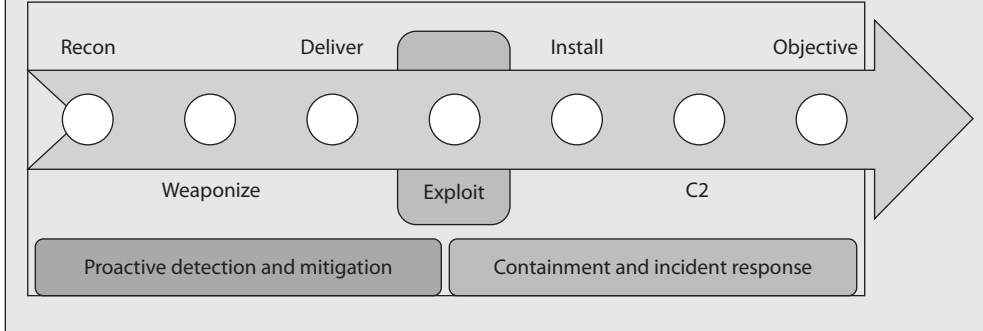 Recon
Deliver
Install
Objective
Weaponize
Exploit
C2
Proactive detection and mitigation
Containment and incident response